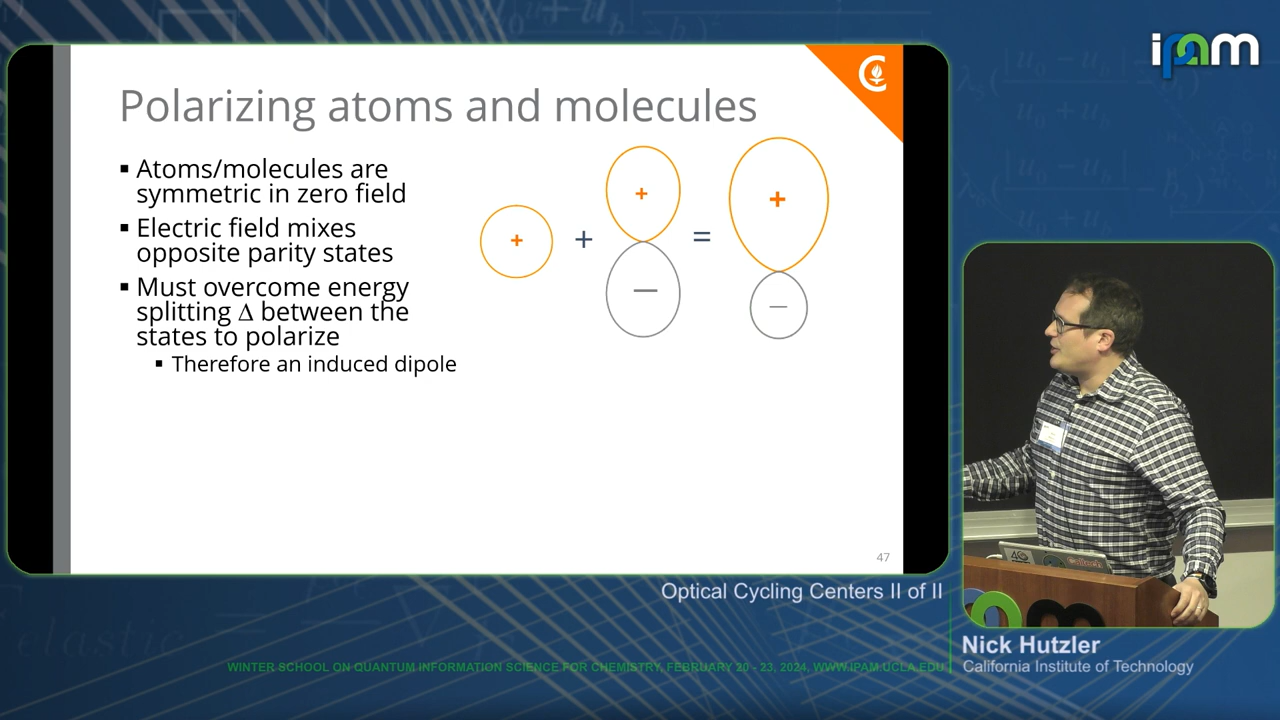 ipam
Polarizing atoms and molecules
▪ Atoms/molecules are
symmetric in zero field
▪ Electric field mixes
opposite parity states
▪ Must overcome energy
splitting Δ between the
states to polarize
▪ Therefore an induced dipole
+ + + = +
— —
47
Optical Cycling Centers II of II
Nick Hutzler
California Institute of Technology
WINTER SCHOOL ON QUANTUM INFORMATION SCIENCE FOR CHEMISTRY, FEBRUARY 20 - 23, 2024, WWW.IPAM.UCLA.EDU
elastic